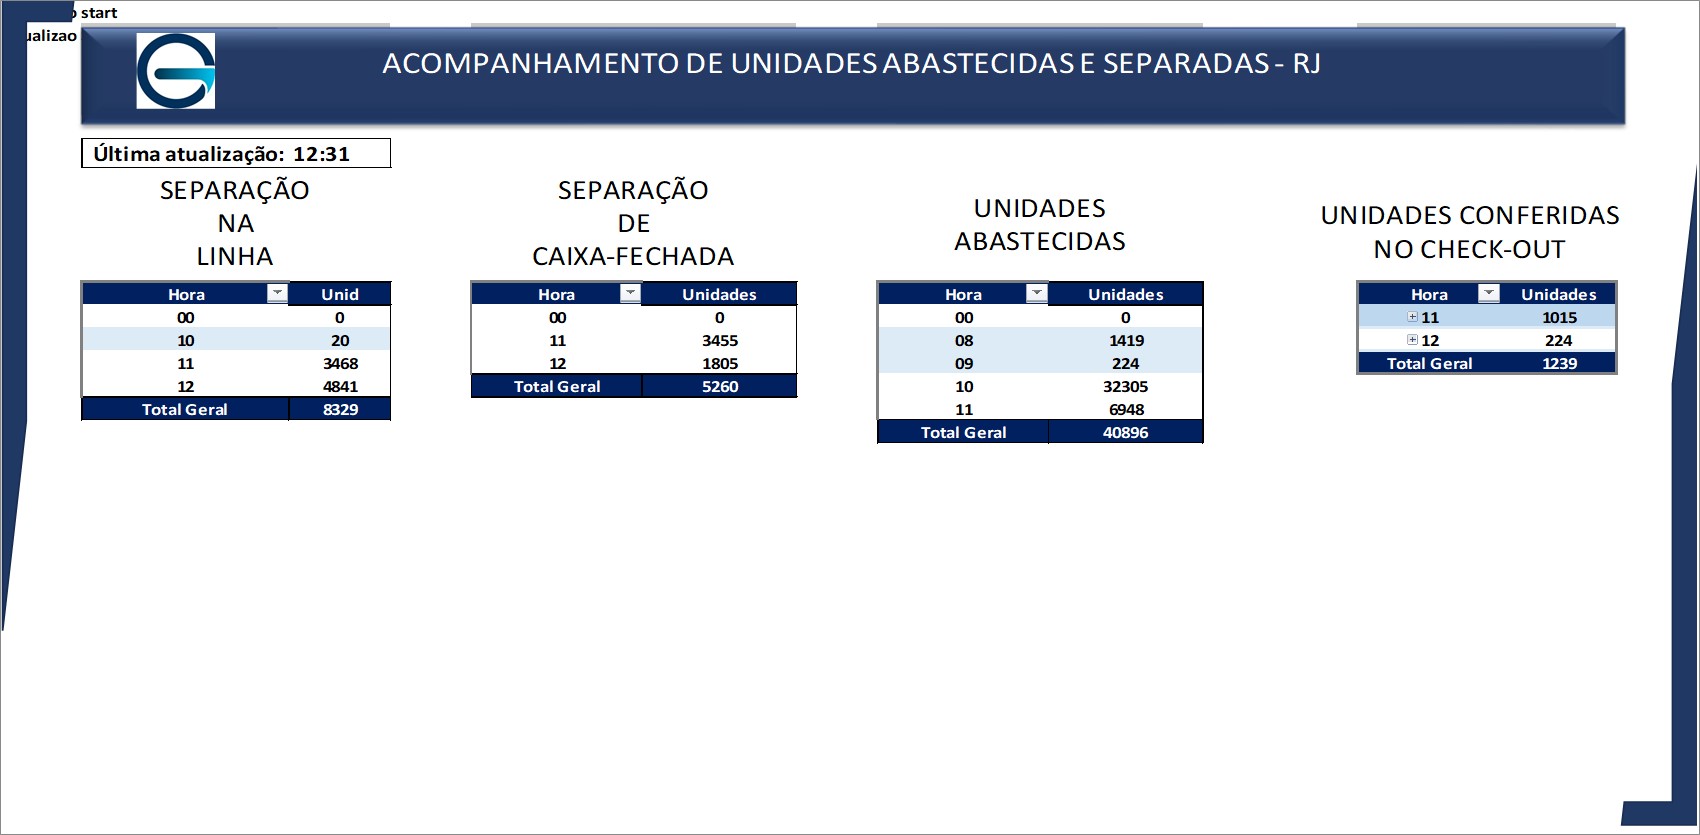 start
ACOMPANHAMENTO DE UNIDADES ABASTECIDAS E SEPARADAS - RJ
Última atualização: 12:31
SEPARAÇÃO
NA
LINHA
Hora Unid
00 0
10 20
11 3468
12 4841
Total Geral 8329
SEPARAÇÃO
DE
CAIXA-FECHADA
Hora Unidades
00 0
11 3455
12 1805
Total Geral 5260
UNIDADES
ABASTECIDAS
Hora Unidades
00 0
08 1419
09 224
10 32305
11 6948
Total Geral 40896
UNIDADES CONFERIDAS
NO CHECK-OUT
Hora Unidades
11 1015
12 224
Total Geral 1239